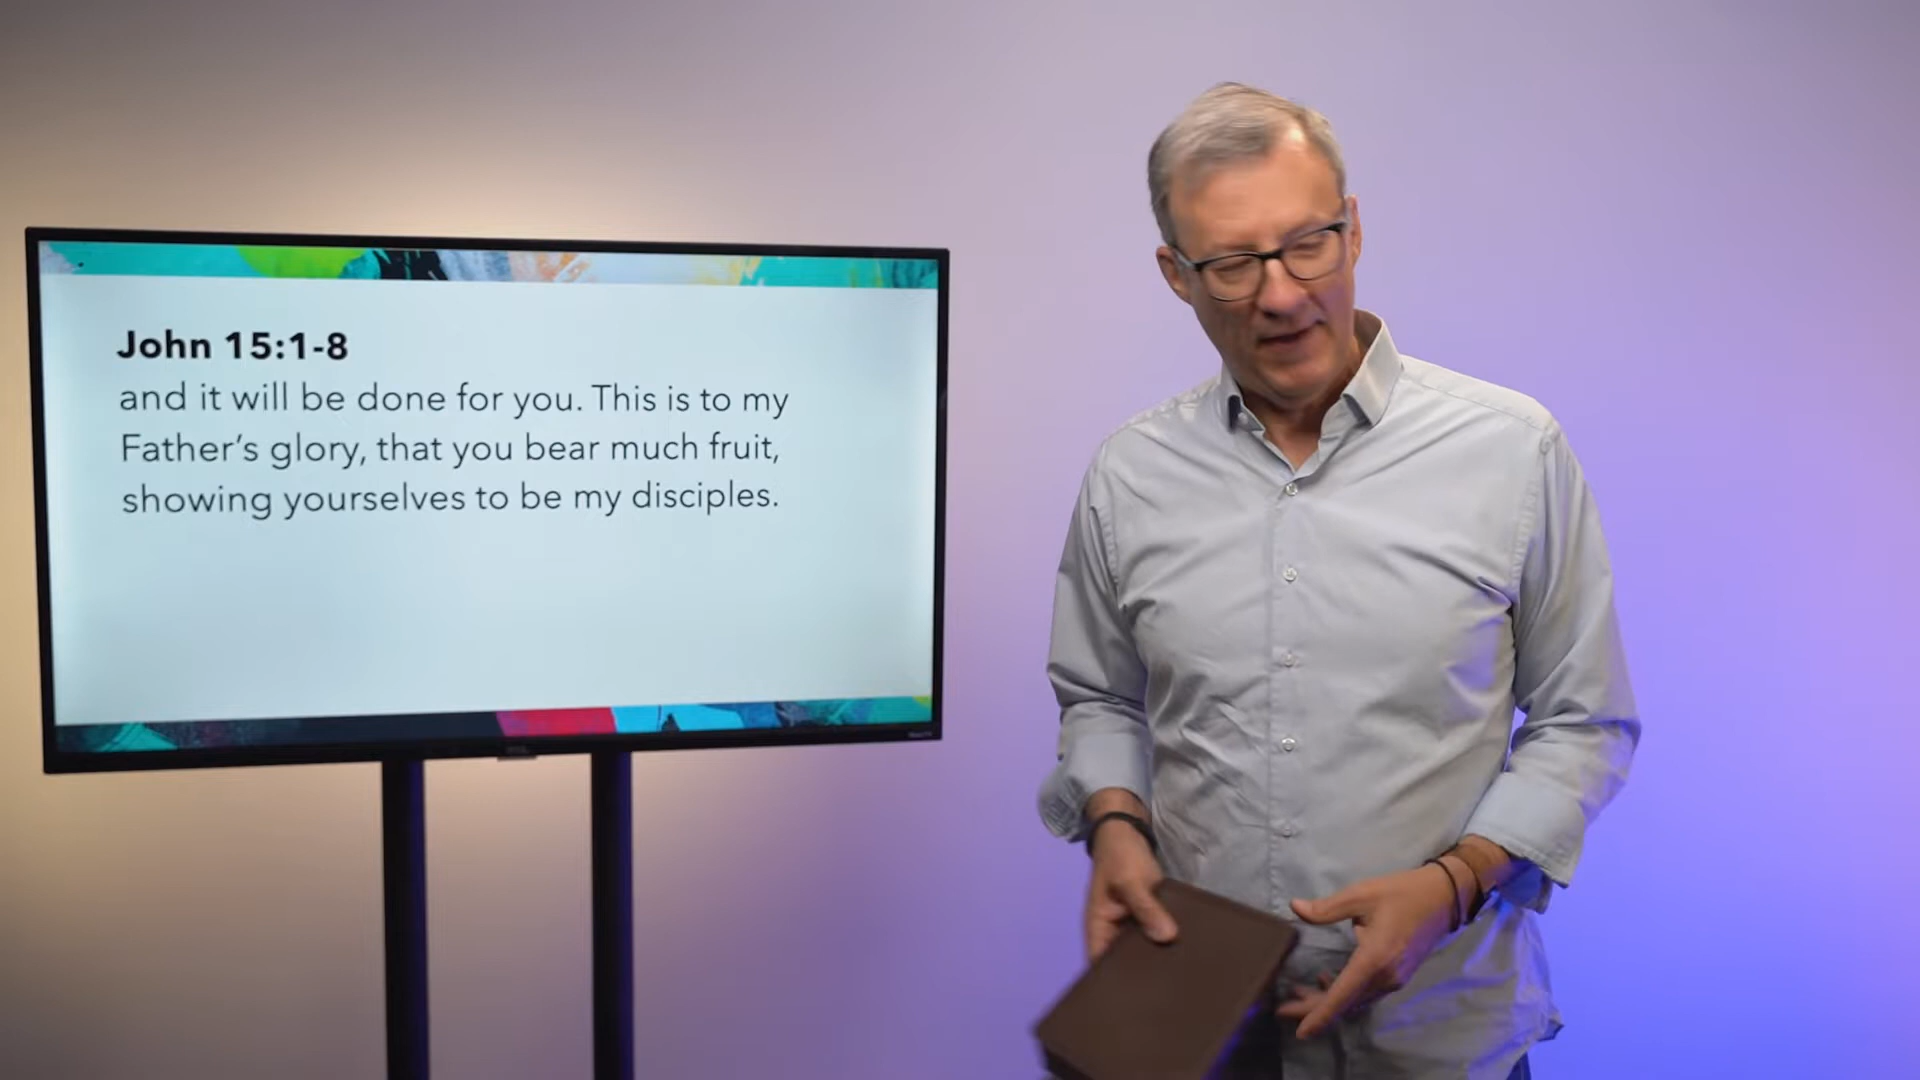 John 15:1-8
and it will be done for you. This is to my
Father's glory, that you bear much fruit,
showing yourselves to be my disciples.